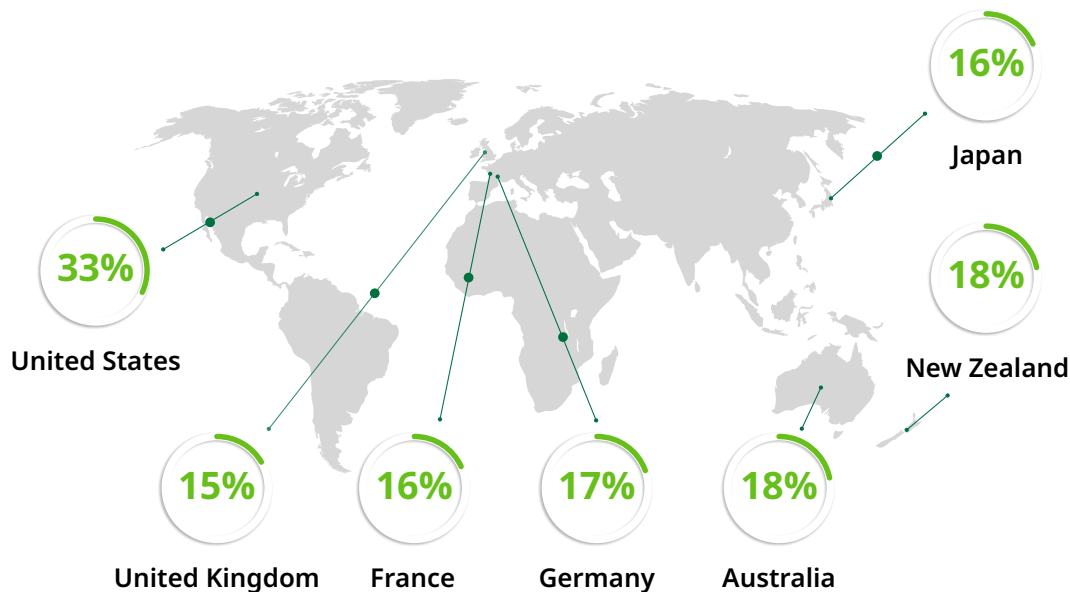 16%
Japan
33%
United States
18%
New Zealand
15%
United Kingdom
16%
France
17%
Germany
18%
Australia